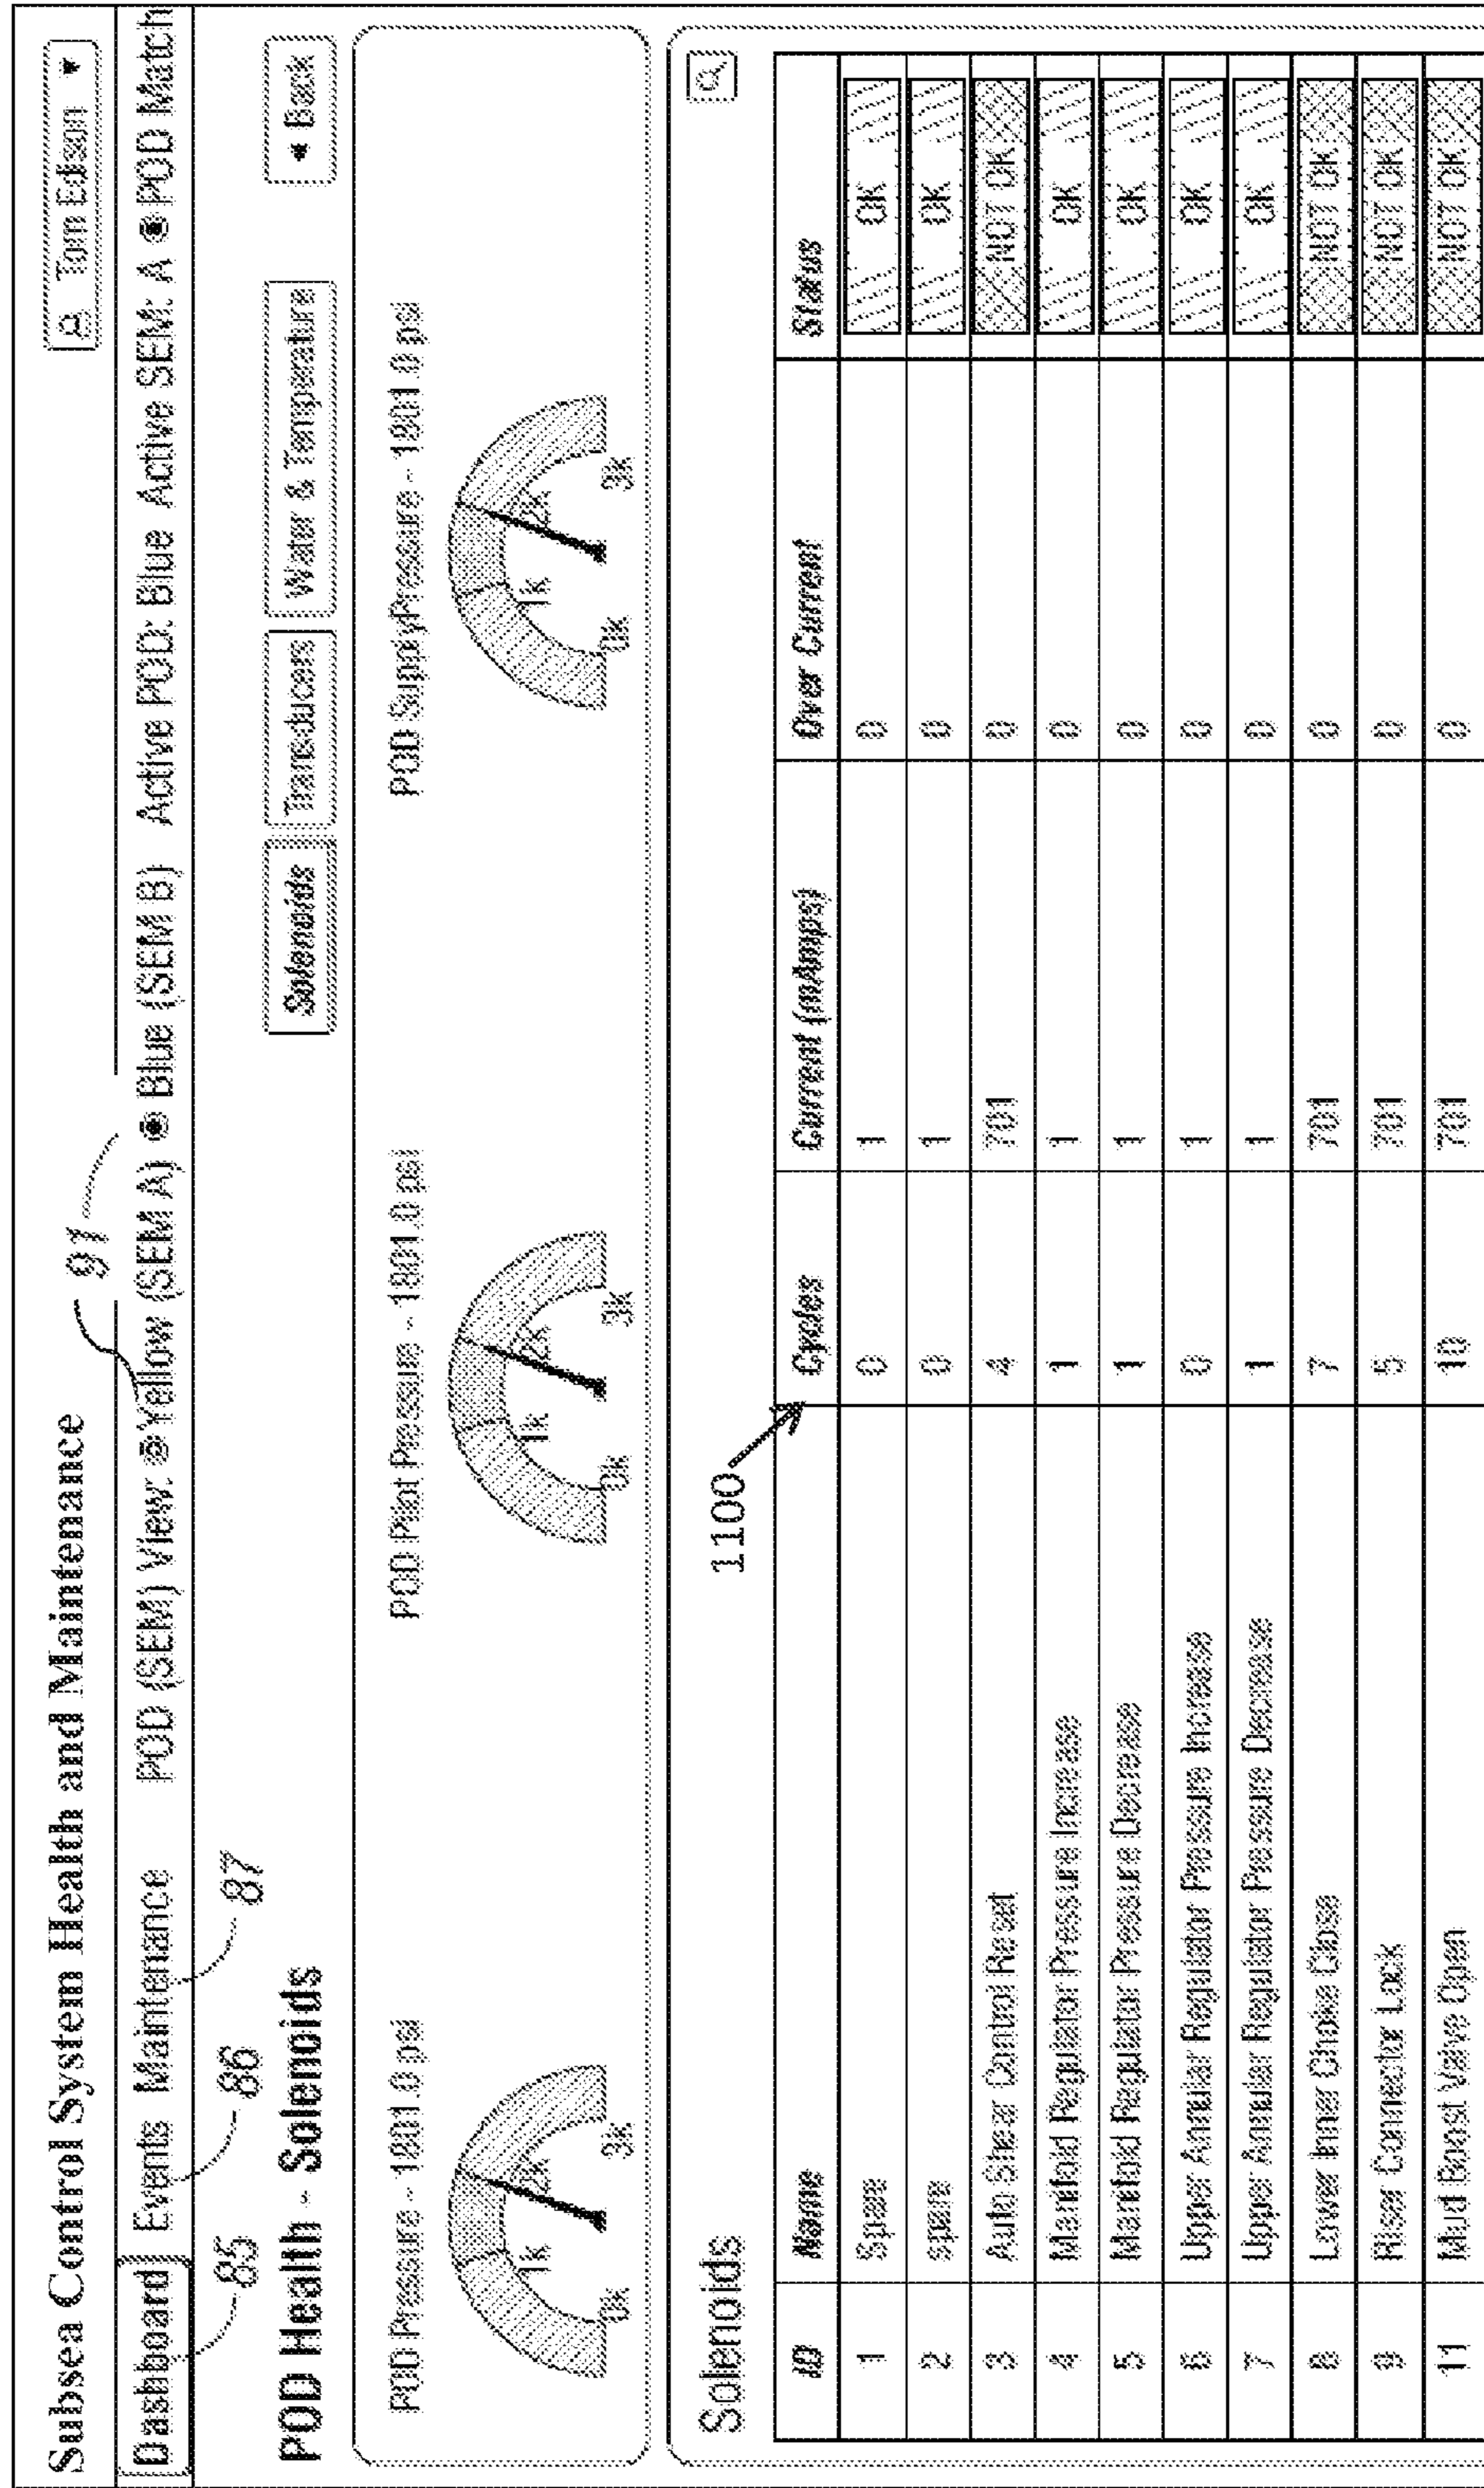 Subsea Control System Health and Maintenance
Tom Edison
91
Dashboard Events Maintenance POD (SEM) View: Yellow (SEM A) Blue (SEM B) Active POD: Blue Active SEM: A POD Match
85 86 87
POD Health - Solenoids
Solenoids Transducers Water & Temperature Back
POD Pressure - 1801.0 psi POD Pilot Pressure - 1801.0 psi POD SupplyPressure - 1801.0 psi
0k 1k 2k 3k 0k 1k 2k 3k 0k 1k 2k 3k
Solenoids
1100
ID Name Cycles Current (mAmps) Over Current Status
1 Spare 0 1 0 OK
2 spare 0 1 0 OK
3 Auto Shear Control Reset 4 701 0 NOT OK
4 Manifold Regulator Pressure Increase 1 1 0 OK
5 Manifold Regulator Pressure Decrease 1 1 0 OK
6 Upper Annular Regulator Pressure Increase 0 1 0 OK
7 Upper Annular Regulator Pressure Decrease 1 1 0 OK
8 Lower Inner Choke Close 7 701 0 NOT OK
9 Riser Connector Lock 5 701 0 NOT OK
11 Mud Boost Valve Open 10 701 0 NOT OK